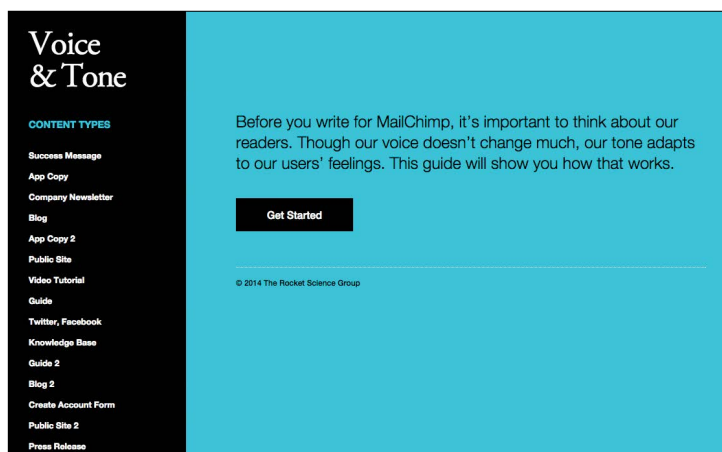 Voice
& Tone
CONTENT TYPES
Success Message
App Copy
Company Newsletter
Blog
App Copy 2
Public Site
Video Tutorial
Guide
Twitter, Facebook
Knowledge Base
Guide 2
Blog 2
Create Account Form
Public Site 2
Press Release
Before you write for MailChimp, it's important to think about our
readers. Though our voice doesn't change much, our tone adapts
to our users' feelings. This guide will show you how that works.
Get Started
© 2014 The Rocket Science Group